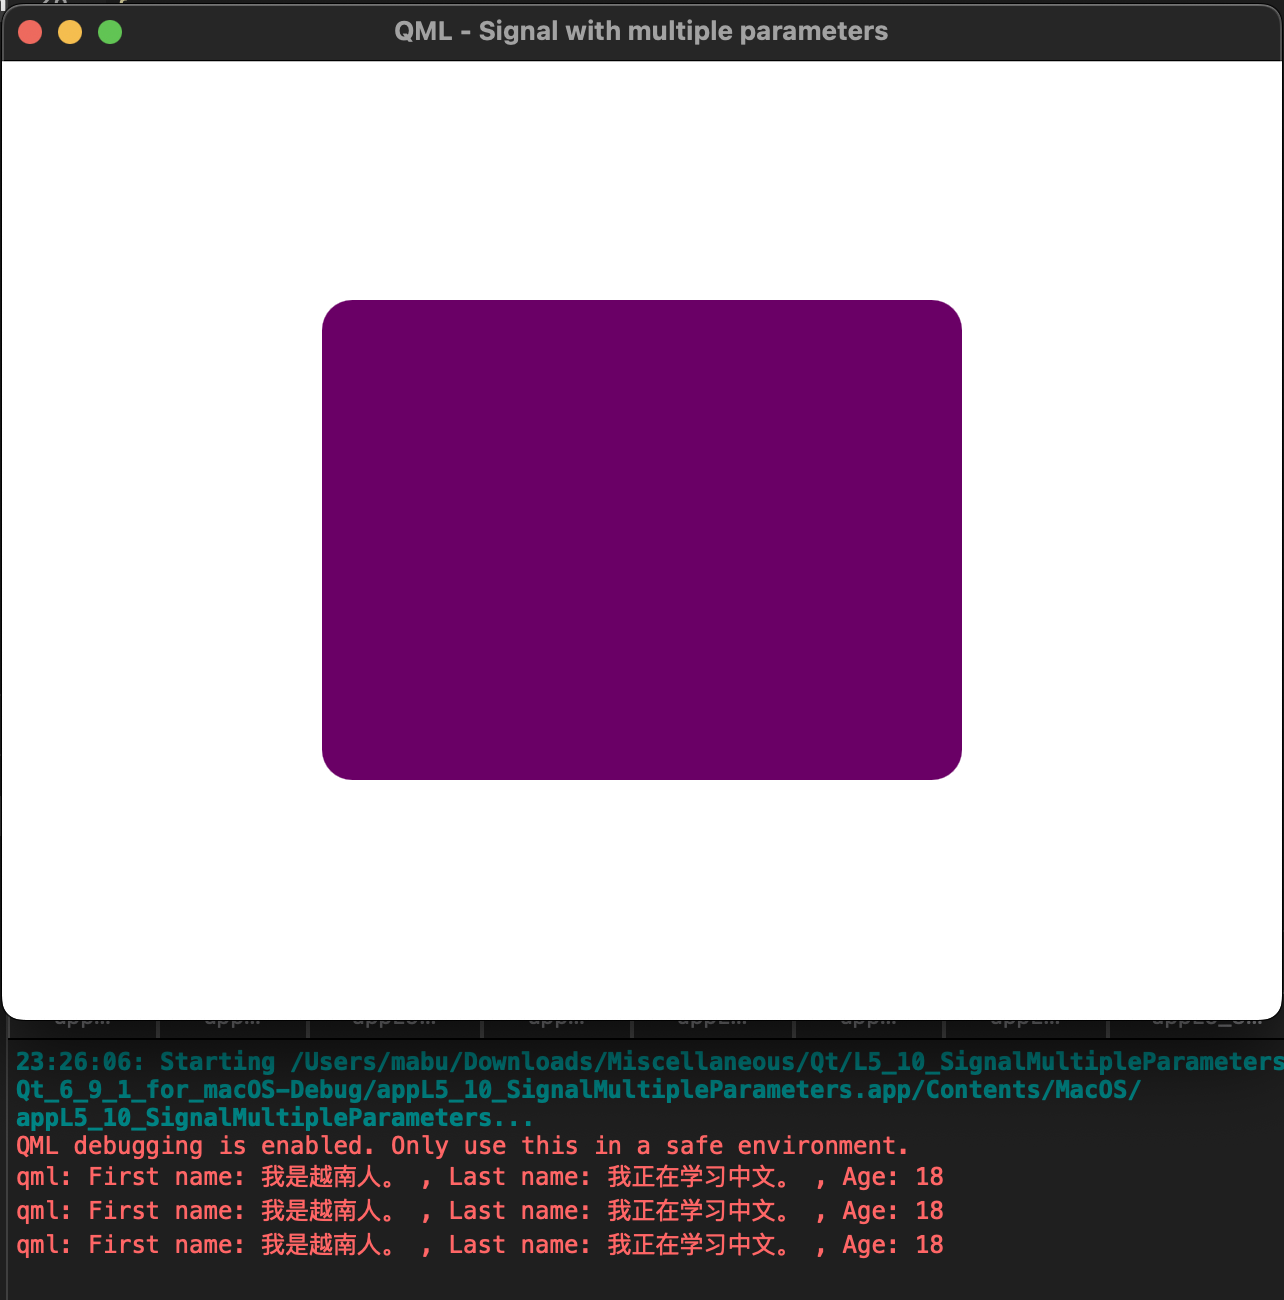 QML - Signal with multiple parameters
23:26:06: Starting /Users/mabu/Downloads/Miscellaneous/Qt/L5_10_SignalMultipleParameters
Qt_6_9_1_for_macOS-Debug/appL5_10_SignalMultipleParameters.app/Contents/MacOS/
appL5_10_SignalMultipleParameters...
QML debugging is enabled. Only use this in a safe environment.
qml: First name: 我是越南人。 , Last name: 我正在学习中文。 , Age: 18
qml: First name: 我是越南人。 , Last name: 我正在学习中文。 , Age: 18
qml: First name: 我是越南人。 , Last name: 我正在学习中文。 , Age: 18